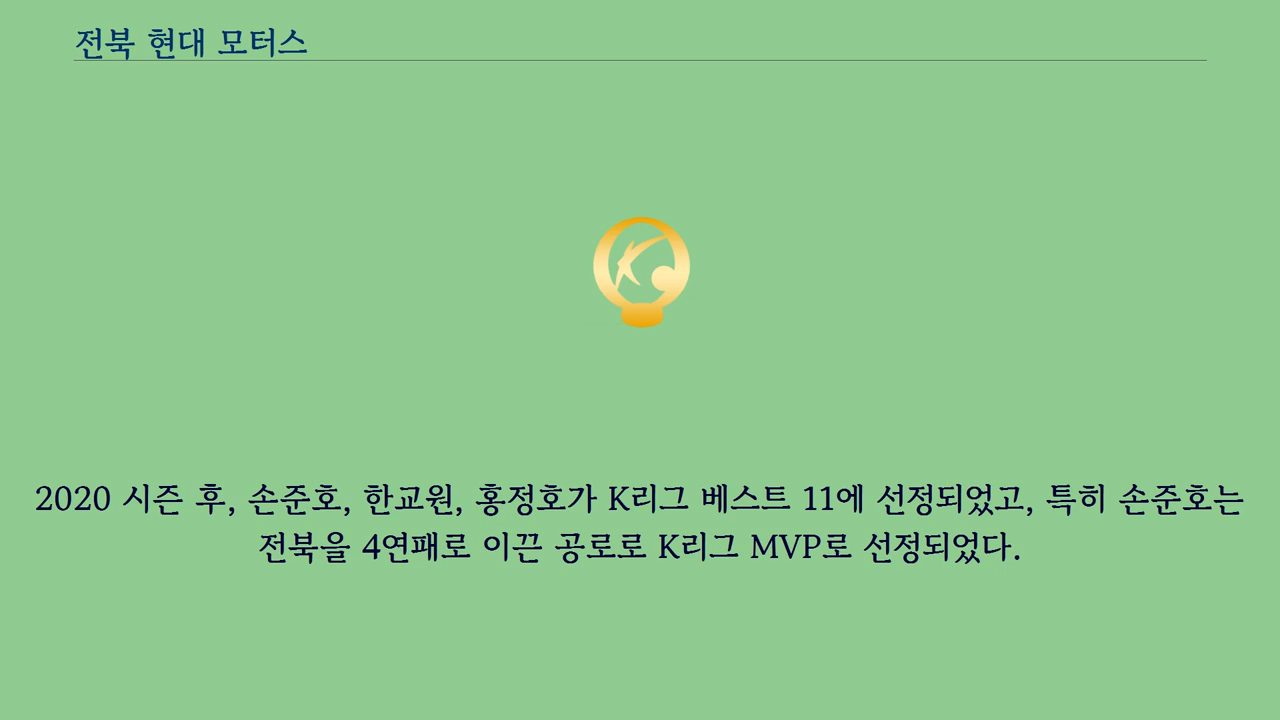 전북 현대 모터스
2020 시즌 후, 손준호, 한교원, 홍정호가 K리그 베스트 11에 선정되었고, 특히 손준호는
전북을 4연패로 이끈 공로로 K리그 MVP로 선정되었다.